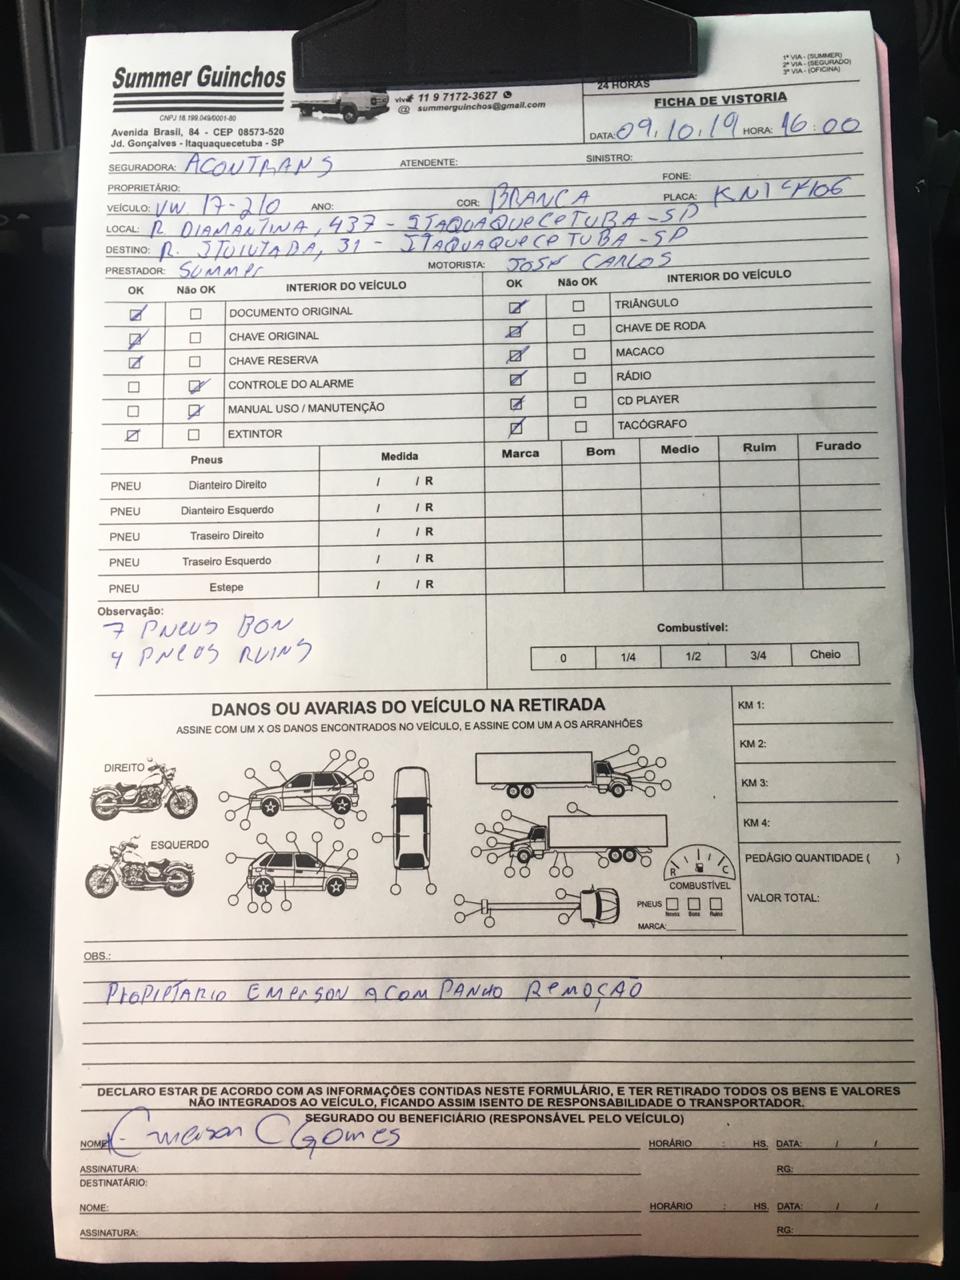 Summer Guinchos
CNPJ 18.199.049/0001-80
Avenida Brasil, 84 - CEP 08573-520
Jd. Gonçalves - Itaquaquecetuba - SP
vivo 11 9 7172-3627
@ summerguinchos@gmail.com
24 HORAS
1ª VIA - (SUMMER)
2ª VIA - (SEGURADO)
3ª VIA - (OFICINA)
FICHA DE VISTORIA
DATA: 09.10.19 HORA: 16:00
SEGURADORA: ACONTRANS ATENDENTE: SINISTRO:
PROPRIETÁRIO: FONE:
VEÍCULO: VW 17-210 ANO: COR: BRANCA PLACA:
LOCAL: R DIAMANTINA, 437 - ITAQUAQUECETUBA - SP
DESTINO: R. ITUIUTADA, 31 - ITAQUAQUECETUBA - SP
PRESTADOR: SUMMER MOTORISTA: JOSÉ CARLOS
OK Não OK INTERIOR DO VEÍCULO OK Não OK INTERIOR DO VEÍCULO
DOCUMENTO ORIGINAL TRIÂNGULO
CHAVE ORIGINAL CHAVE DE RODA
CHAVE RESERVA MACACO
CONTROLE DO ALARME RÁDIO
MANUAL USO / MANUTENÇÃO CD PLAYER
EXTINTOR TACÓGRAFO
Pneus Medida Marca Bom Medio Ruim Furado
PNEU Dianteiro Direito / / R
PNEU Dianteiro Esquerdo / / R
PNEU Traseiro Direito / / R
PNEU Traseiro Esquerdo / / R
PNEU Estepe / / R
Observação:
7 PNEUS BON
4 PNEUS RUINS
Combustível:
0 1/4 1/2 3/4 Cheio
DANOS OU AVARIAS DO VEÍCULO NA RETIRADA
ASSINE COM UM X OS DANOS ENCONTRADOS NO VEÍCULO, E ASSINE COM UM A OS ARRANHÕES
DIREITO
ESQUERDO
R C
COMBUSTÍVEL
PNEUS
Novos Bons Ruins
MARCA:
KM 1:
KM 2:
KM 3:
KM 4:
PEDÁGIO QUANTIDADE ( )
VALOR TOTAL:
OBS.:
PROPIETARIO EMERSON ACOMPANHO REMOÇÃO
DECLARO ESTAR DE ACORDO COM AS INFORMAÇÕES CONTIDAS NESTE FORMULÁRIO, E TER RETIRADO TODOS OS BENS E VALORES
NÃO INTEGRADOS AO VEÍCULO, FICANDO ASSIM ISENTO DE RESPONSABILIDADE O TRANSPORTADOR.
SEGURADO OU BENEFICIÁRIO (RESPONSÁVEL PELO VEÍCULO)
NOME: Emerson C Gomes HORÁRIO : HS. DATA: / /
ASSINATURA: RG:
DESTINATÁRIO:
NOME: HORÁRIO : HS. DATA: / /
ASSINATURA: RG: